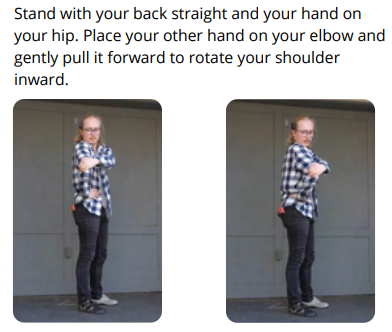 Stand with your back straight and your hand on
your hip. Place your other hand on your elbow and
gently pull it forward to rotate your shoulder
inward.